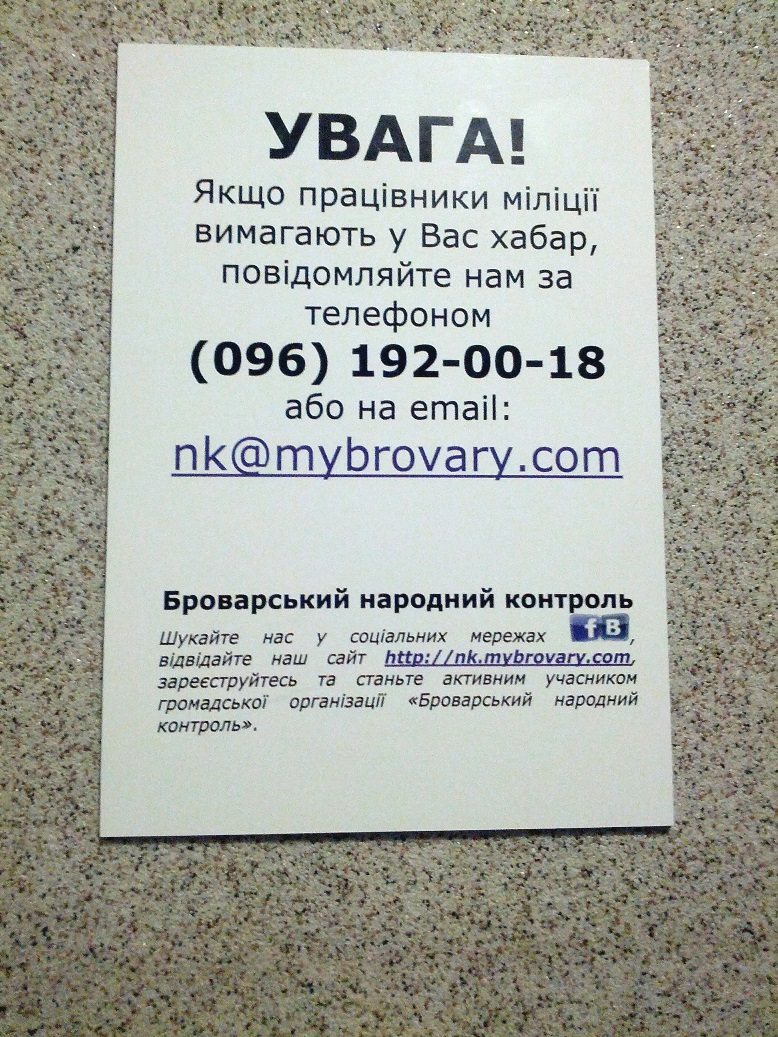 УВАГА!
Якщо працівники міліції
вимагають у Вас хабар,
повідомляйте нам за
телефоном
(096) 192-00-18
або на email:
nk@mybrovary.com
Броварський народний контроль
Шукайте нас у соціальних мережах f B,
відвідайте наш сайт http://nk.mybrovary.com,
зареєструйтесь та станьте активним учасником
громадської організації «Броварський народний
контроль».